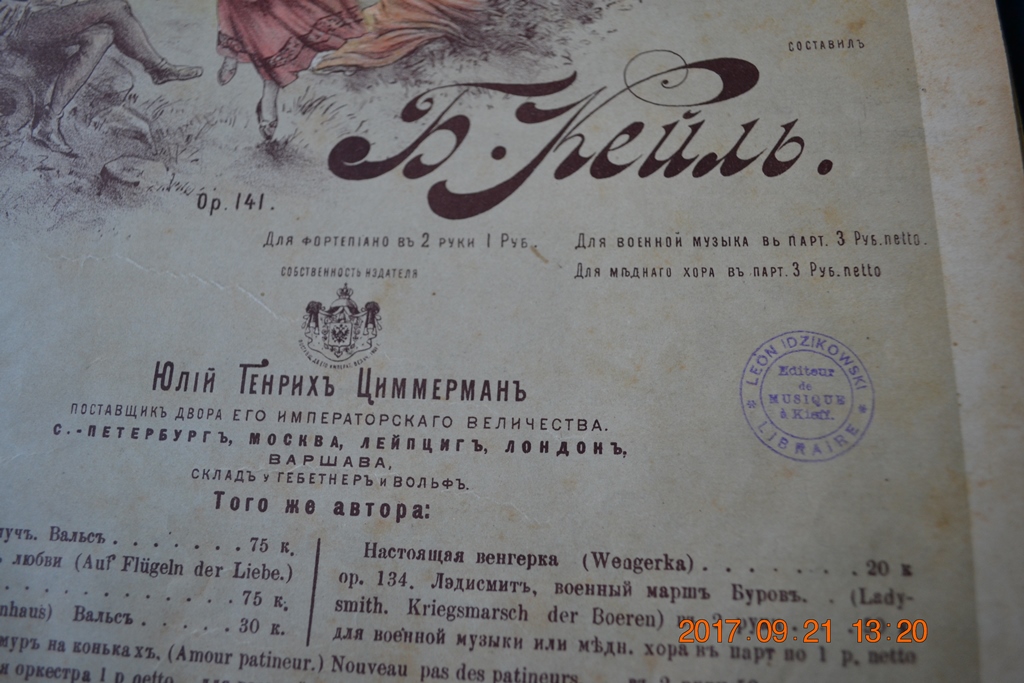 СОСТАВИЛЪ
Б. Кейль.
Op. 141.
Для фортепіано въ 2 руки 1 Руб. Для военной музыка въ парт. 3 Руб. netto.
Для мѣднаго хора въ парт. 3 Руб. netto
СОБСТВЕННОСТЬ ИЗДАТЕЛЯ
Юлій Генрихъ Циммерманъ
ПОСТАВЩИКЪ ДВОРА ЕГО ИМПЕРАТОРСКАГО ВЕЛИЧЕСТВА.
С.-ПЕТЕРБУРГЪ, МОСКВА, ЛЕЙПЦИГЪ, ЛОНДОНЪ,
ВАРШАВА,
СКЛАДЪ У ГЕБЕТНЕРЪ И ВОЛЬФЪ.
Того же автора:
LÉON IDZIKOWSKI
Editeur
de
MUSIQUE
à Kieff.
LIBRAIRE
Вальсъ . . . . . . . 75 к.
любви (Auf Flügeln der Liebe.)
. . . . . . . . . . . . 75 к.
Вальсъ . . . . . . 30 к.
на конькахъ. (Amour patineur.) Nouveau pas des patineurs
оркестра 1 р. netto
Настоящая венгерка (Wengerka) . . . . . . . . 20 к
op. 134. Лэдисмитъ, военный маршъ Буровъ. . (Lady-
smith. Kriegsmarsch der Boeren)
для военной музыки или мѣдн. хора въ парт по 1 р. netto
2017.09.21 13:20